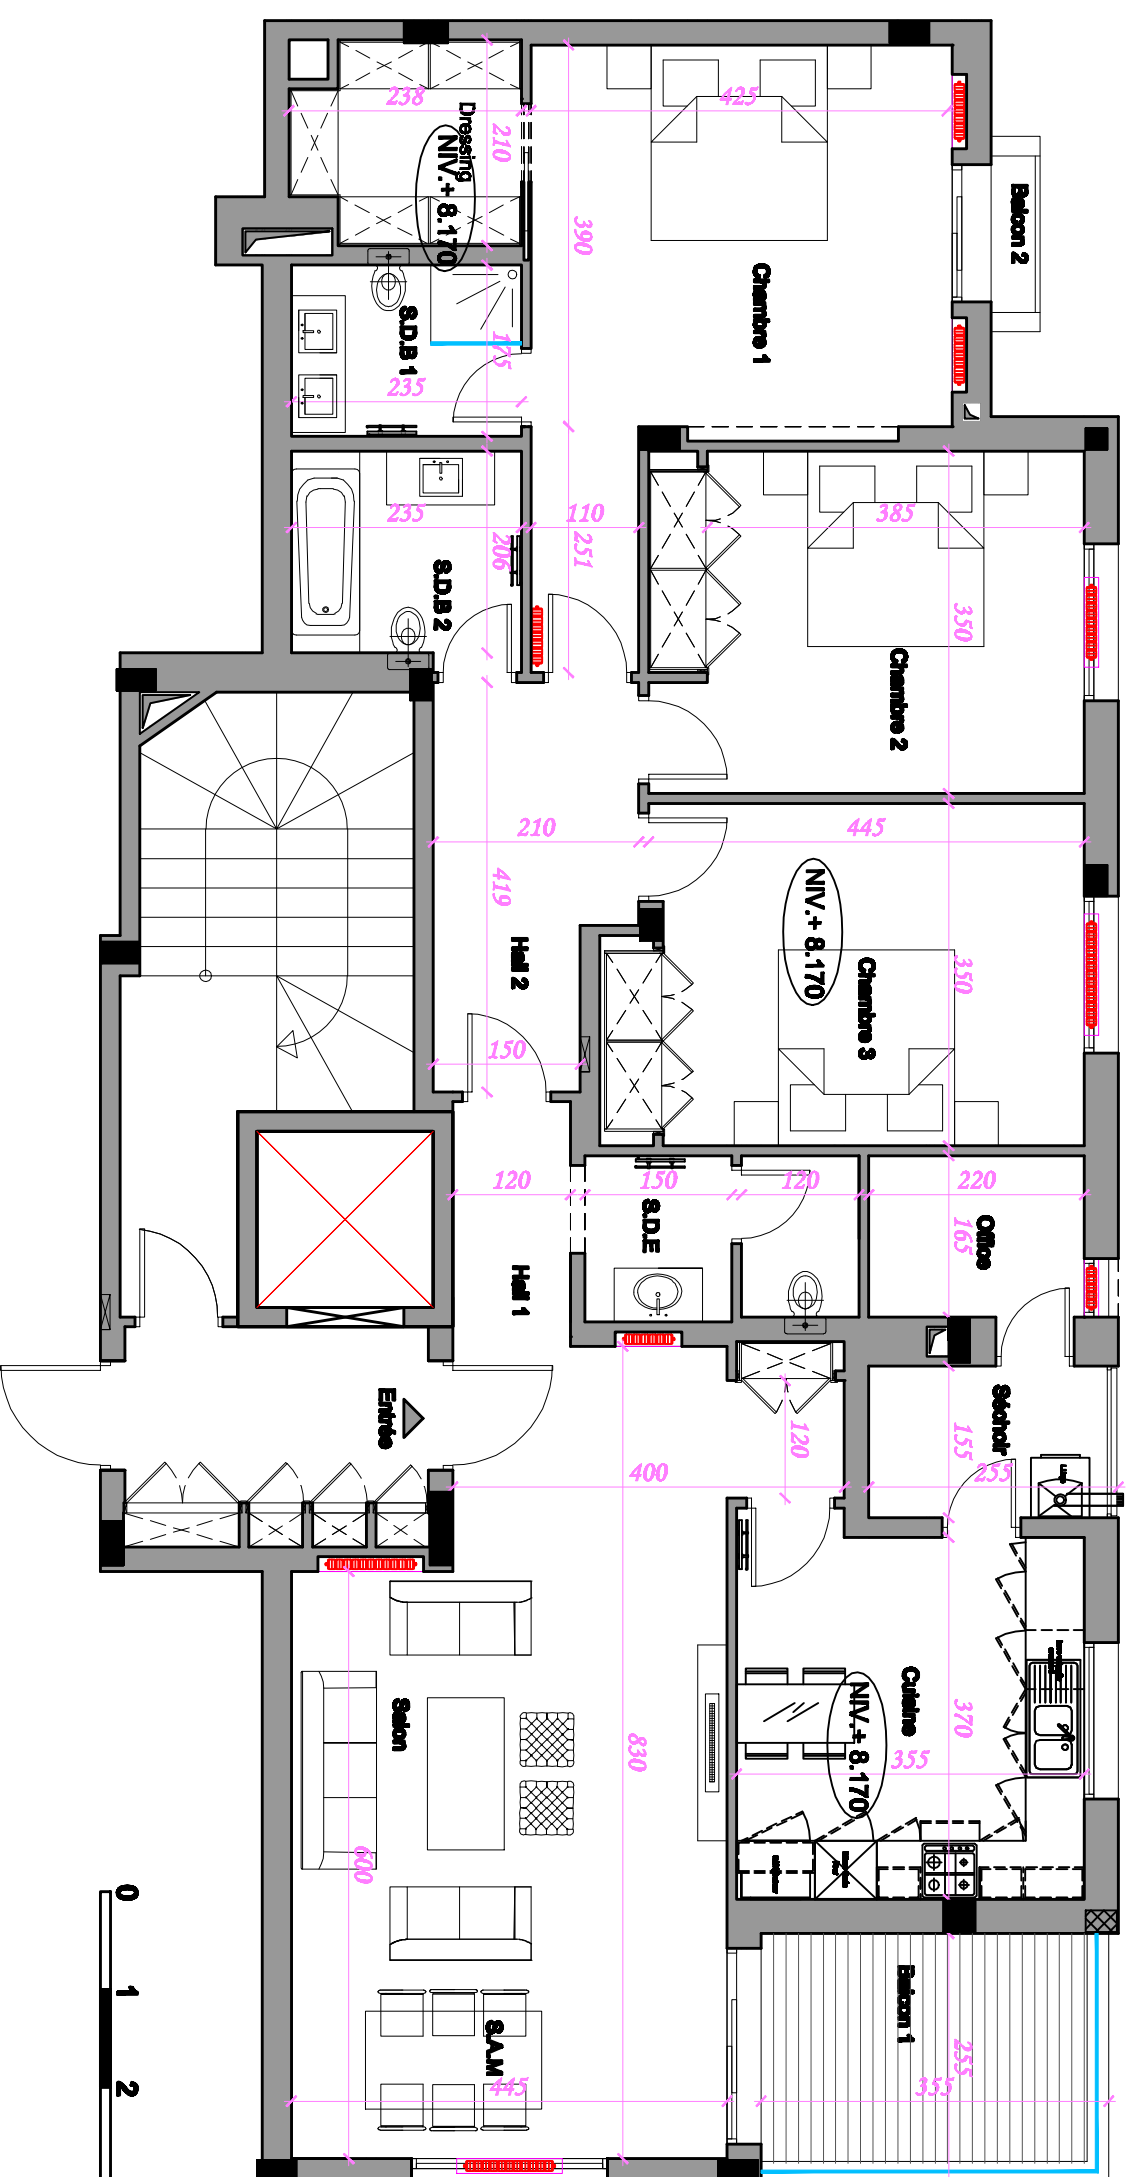 238
425
Dressing
210
NIV.+ 8.170
390
Balcon 2
Chambre 1
S.D.B 1
175
235
235
110
385
206
251
S.D.B 2
350
Chambre 2
210
445
419
NIV.+ 8.170
Hall 2
Chambre 3
350
150
120
150
120
220
S.D.E
Office
165
Hall 1
Entrée
Séchoir
155
120
400
255
Cuisine
Salon
370
NIV.+ 8.170
830
355
600
0
1
2
Balcon 1
S.A.M
255
445
355